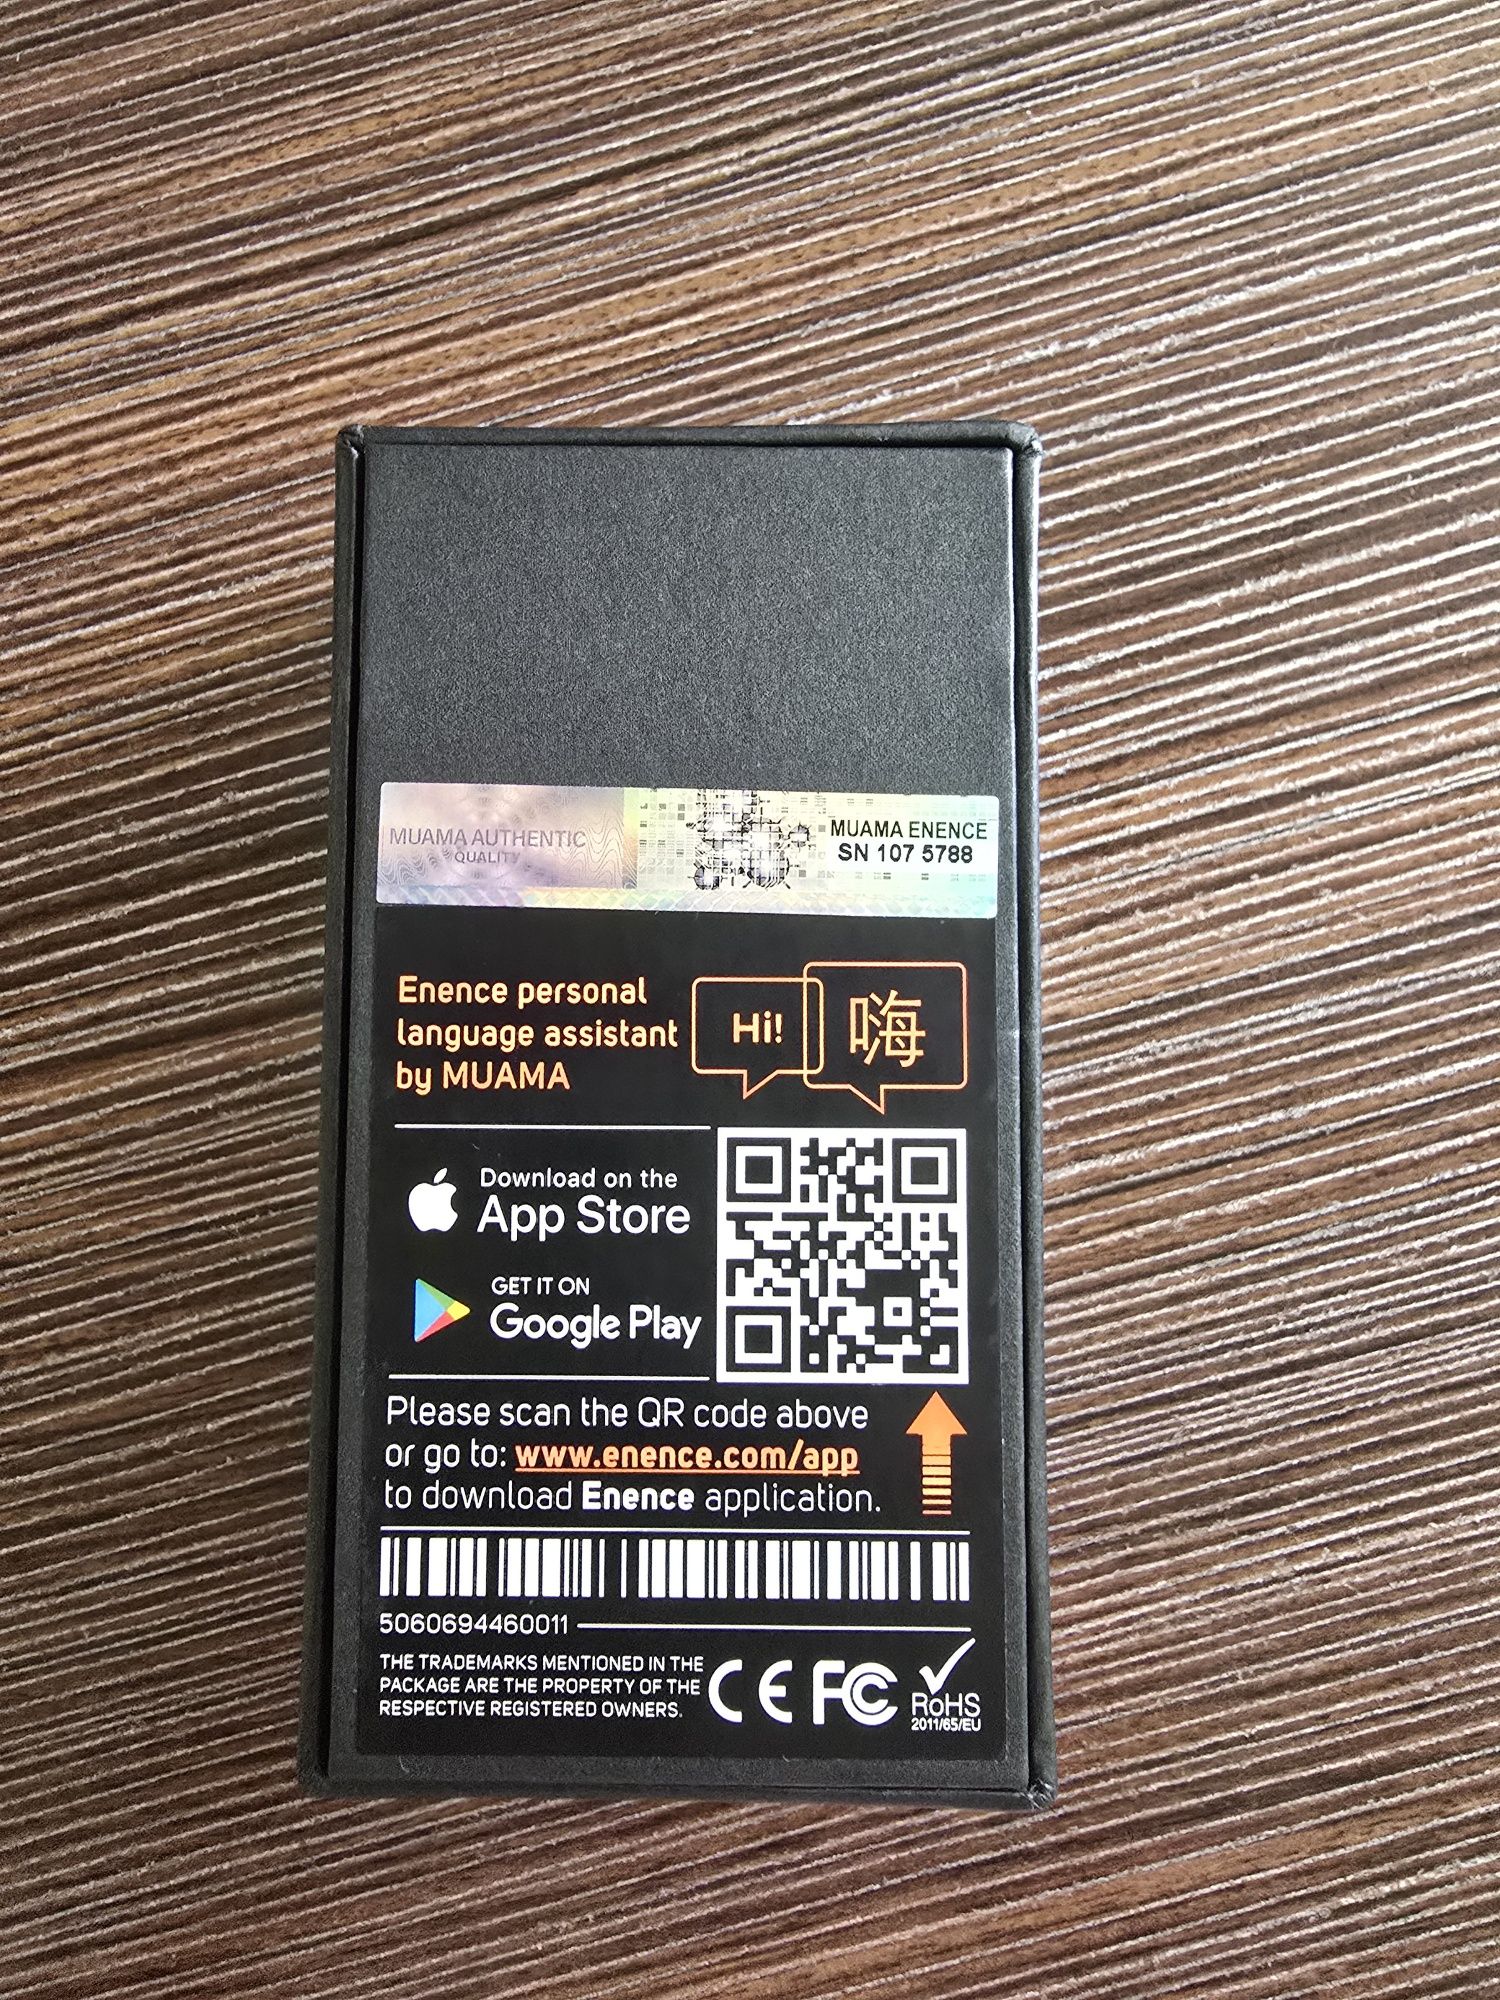 MUAMA AUTHENTIC
QUALITY
MUAMA ENENCE
SN 107 5788
Enence personal
language assistant
by MUAMA
Hi!
嗨
Download on the
App Store
GET IT ON
Google Play
Please scan the QR code above
or go to: www.enence.com/app
to download Enence application.
5060694460011
THE TRADEMARKS MENTIONED IN THE
PACKAGE ARE THE PROPERTY OF THE
RESPECTIVE REGISTERED OWNERS.
CE FC
RoHS
2011/65/EU